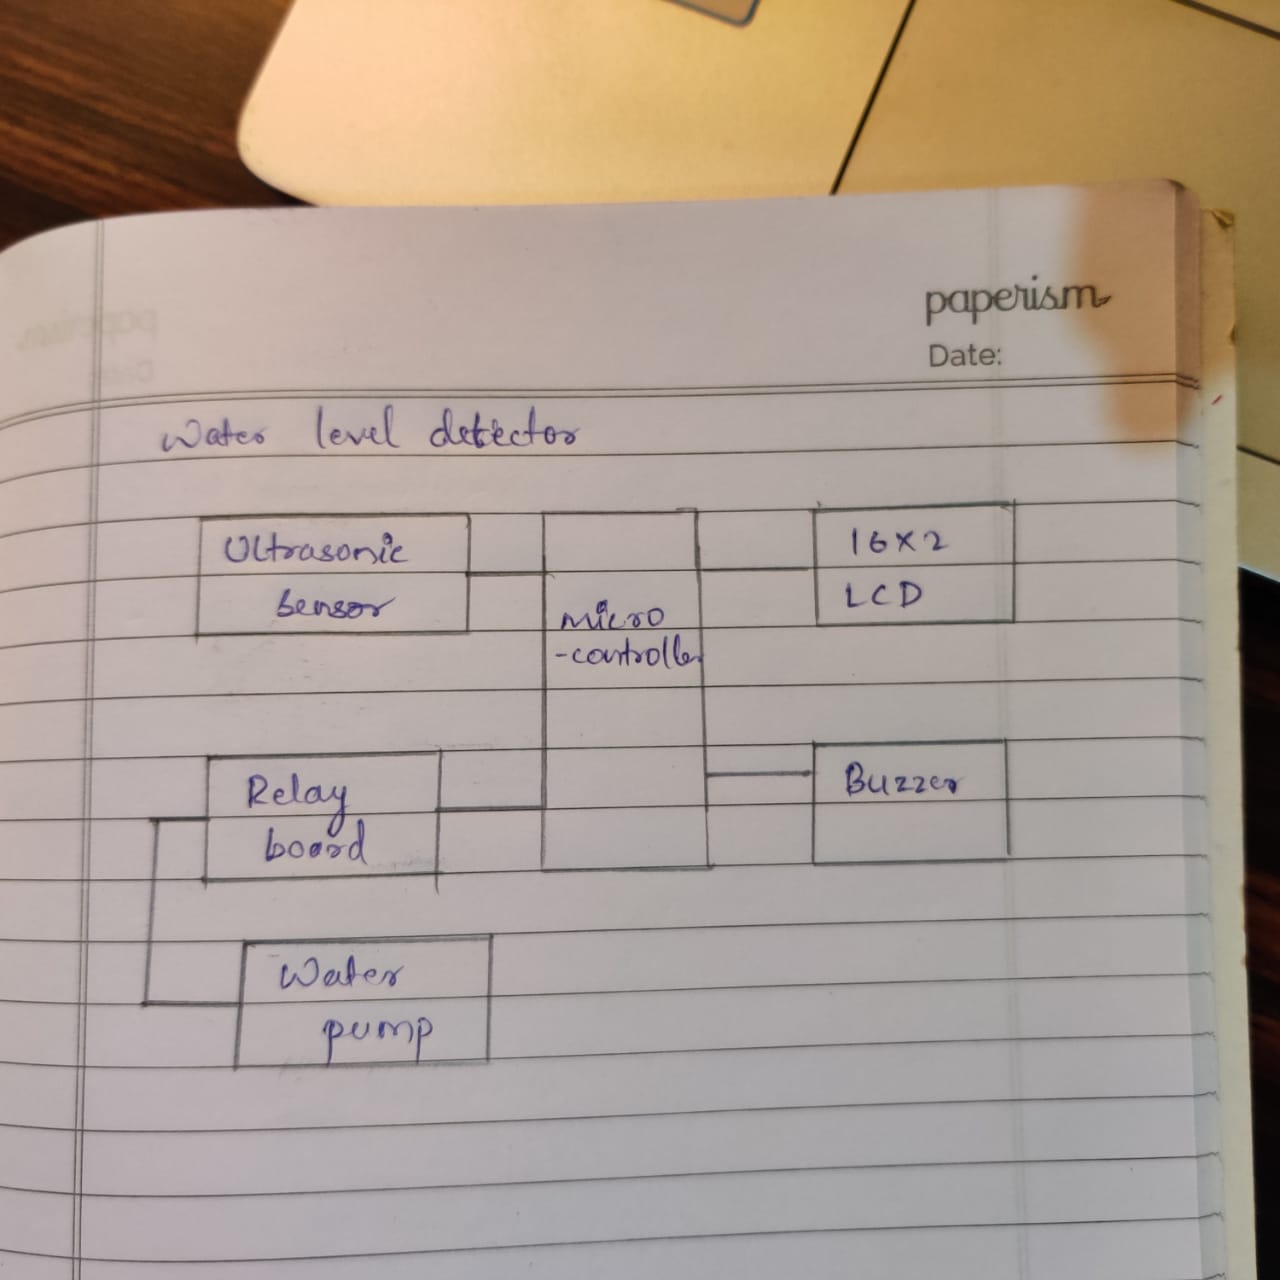 paperism
Date:
Water level detector
Ultrasonic
sensor
16X2
LCD
micro
-controller
Relay
board
Buzzer
Water
pump